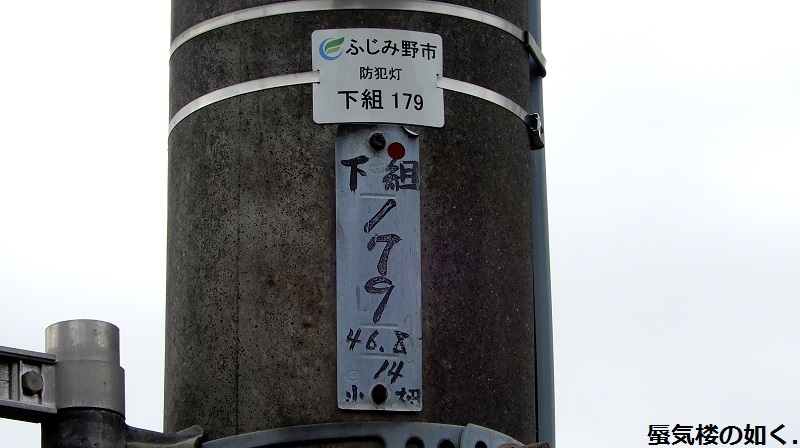 ふじみ野市
防犯灯
下組 179
下組
179
46.8
14
小
蜃気楼の如く.